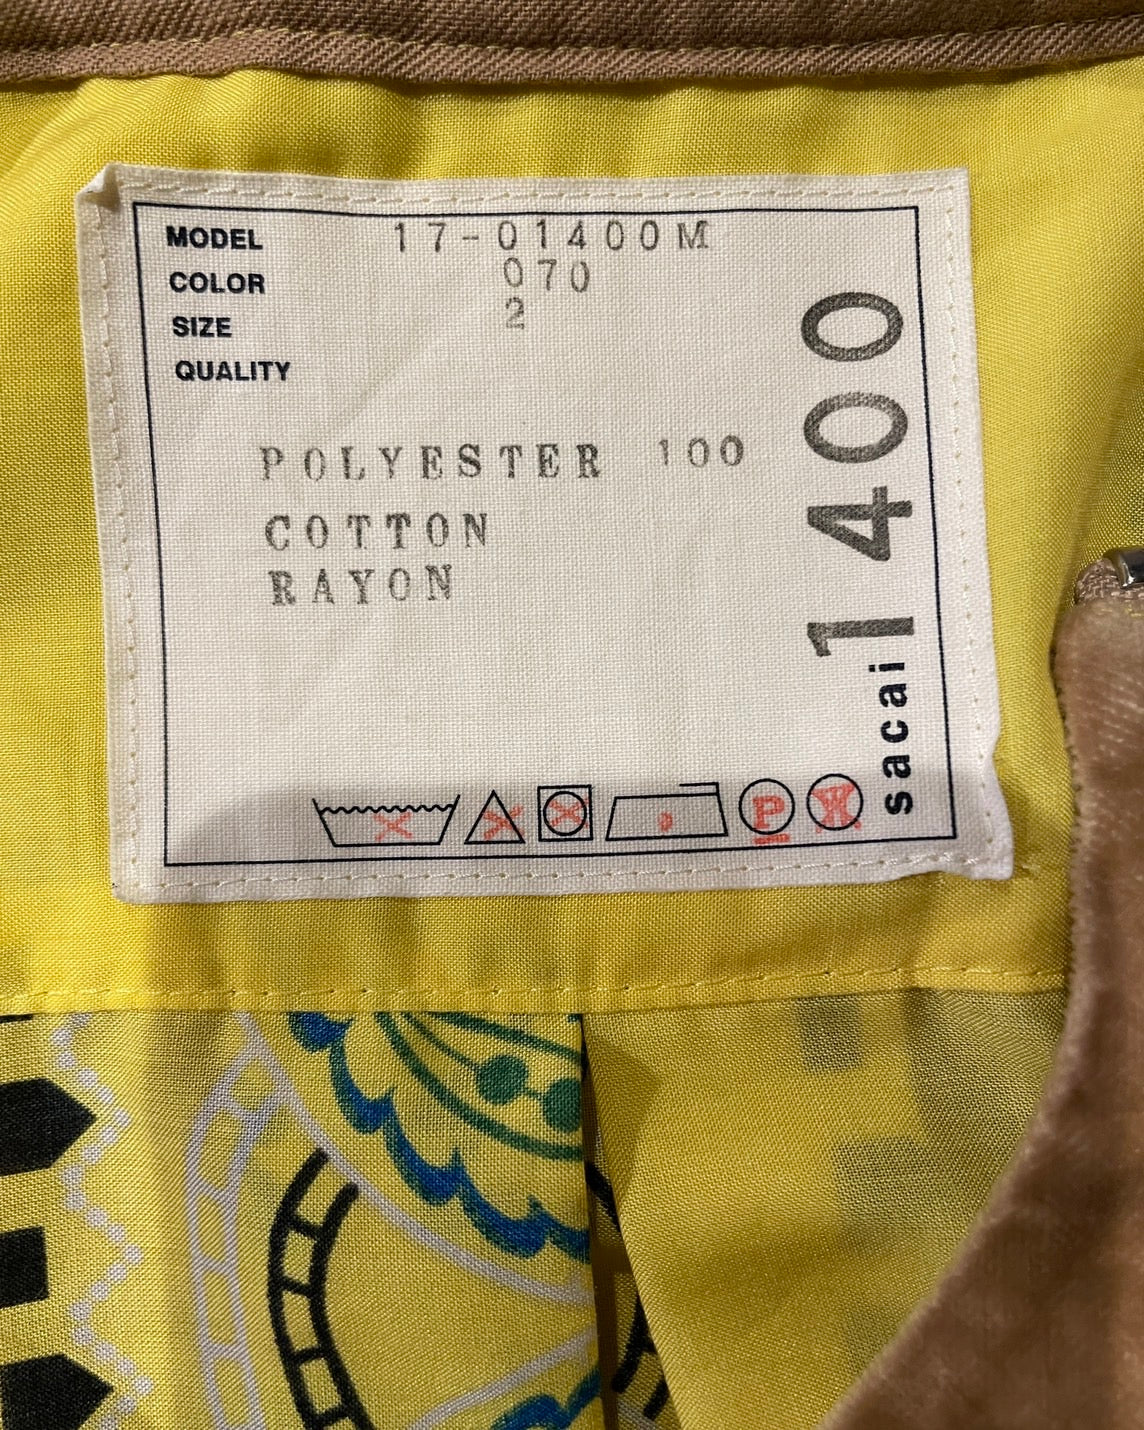 MODEL 17-01400M
COLOR 070
SIZE 2
QUALITY
POLYESTER 100
COTTON
RAYON
P
sacai 1400